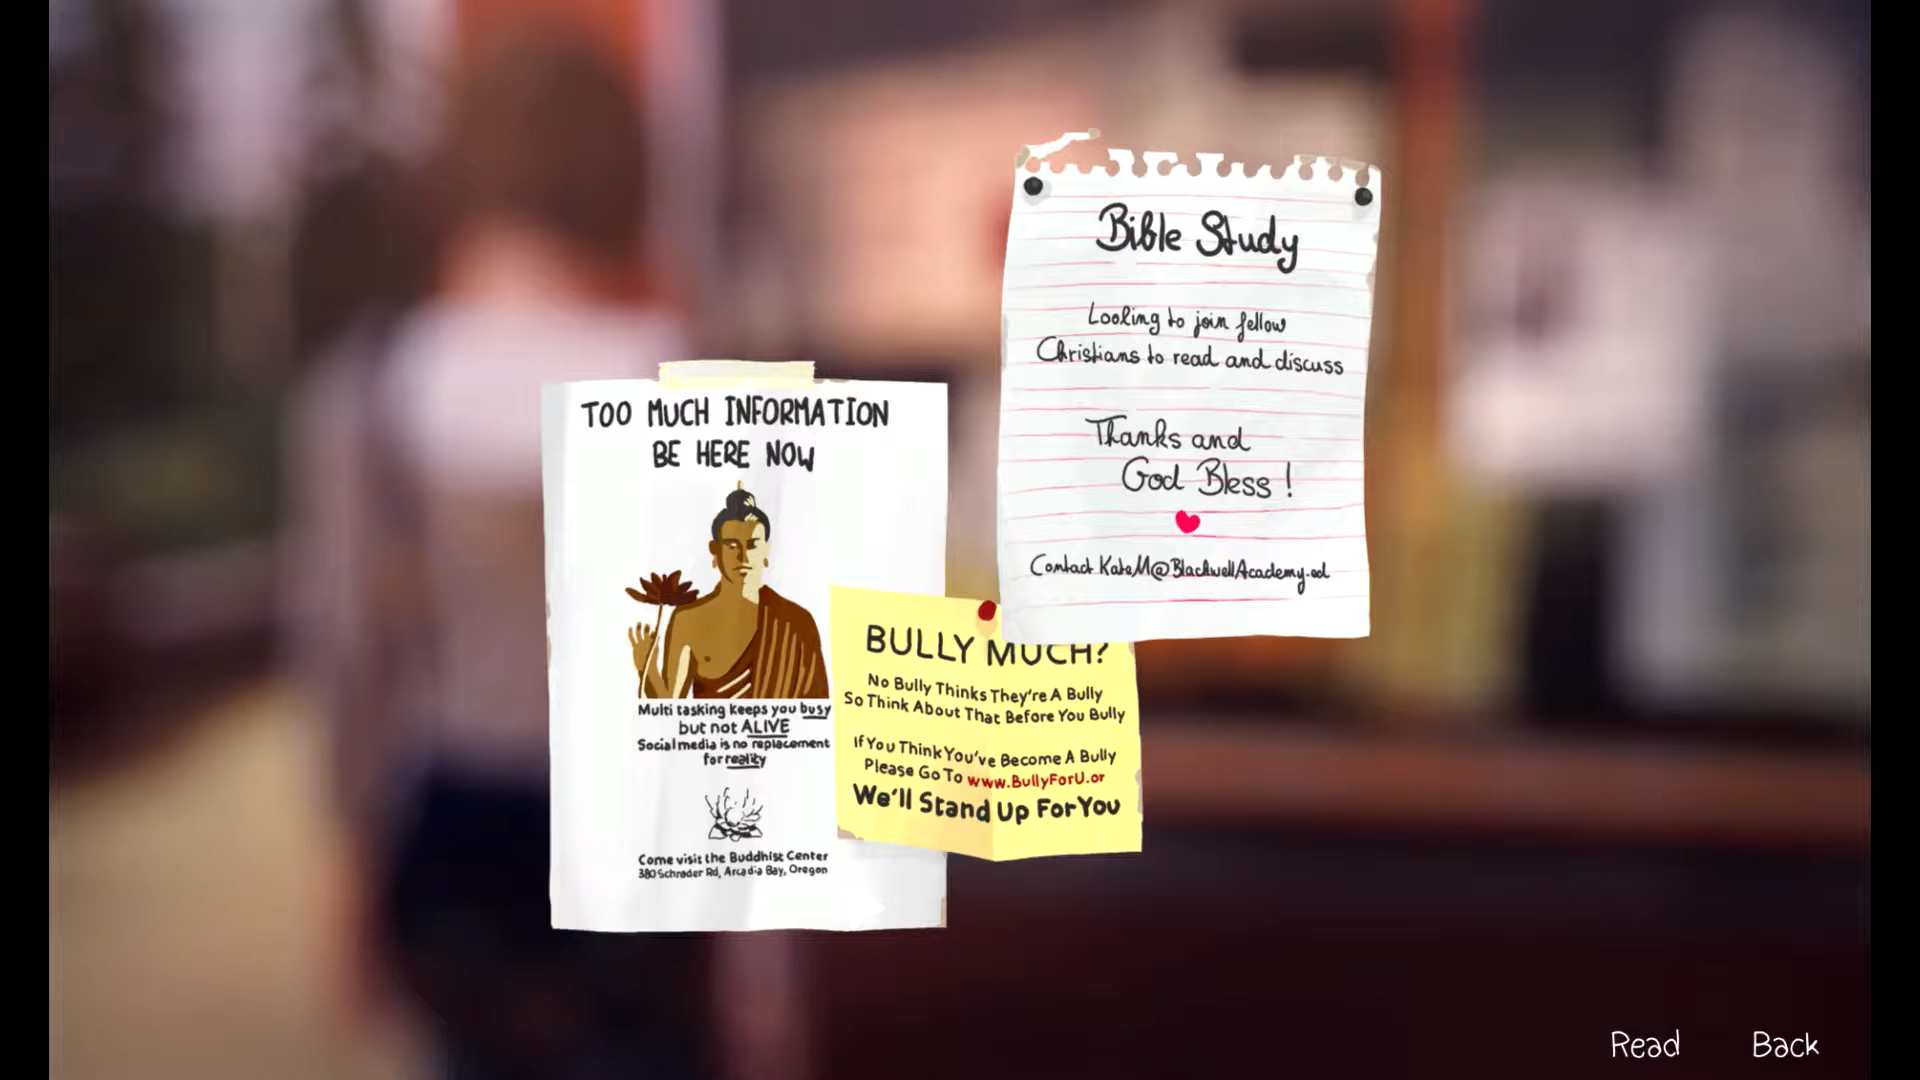 TOO MUCH INFORMATION
BE HERE NOW
Multi tasking keeps you busy
but not ALIVE
Social media is no replacement
for reality
Come visit the Buddhist Center
380 Schroder Rd, Arcadia Bay, Oregon
BULLY MUCH?
No Bully Thinks They're A Bully
So Think About That Before You Bully
If You Think You've Become A Bully
Please Go To www.BullyForU.or
We'll Stand Up For You
Bible Study
Looking to join fellow
Christians to read and discuss
Thanks and
God Bless !
Contact KateM@BlackwellAcademy.ed
Read
Back